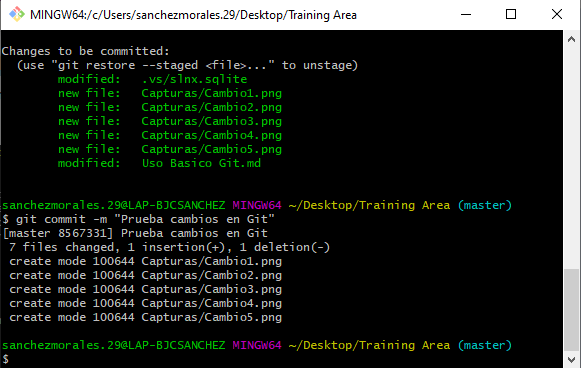 MINGW64:/c/Users/sanchezmorales.29/Desktop/Training Area
Changes to be committed:
  (use "git restore --staged <file>..." to unstage)
        modified:   .vs/slnx.sqlite
        new file:   Capturas/Cambio1.png
        new file:   Capturas/Cambio2.png
        new file:   Capturas/Cambio3.png
        new file:   Capturas/Cambio4.png
        new file:   Capturas/Cambio5.png
        modified:   Uso Basico Git.md
sanchezmorales.29@LAP-BJCSANCHEZ MINGW64 ~/Desktop/Training Area (master)
$ git commit -m "Prueba cambios en Git"
[master 8567331] Prueba cambios en Git
 7 files changed, 1 insertion(+), 1 deletion(-)
 create mode 100644 Capturas/Cambio1.png
 create mode 100644 Capturas/Cambio2.png
 create mode 100644 Capturas/Cambio3.png
 create mode 100644 Capturas/Cambio4.png
 create mode 100644 Capturas/Cambio5.png
sanchezmorales.29@LAP-BJCSANCHEZ MINGW64 ~/Desktop/Training Area (master)
$